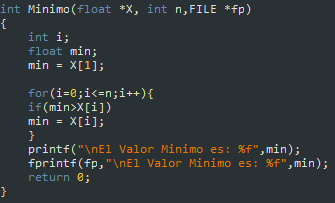 int Minimo(float *X, int n,FILE *fp)
{
int i;
float min;
min = X[1];
for(i=0;i<=n;i++){
if(min>X[i])
min = X[i];
}
printf("\nEl Valor Minimo es: %f",min);
fprintf(fp,"\nEl Valor Minimo es: %f",min);
return 0;
}